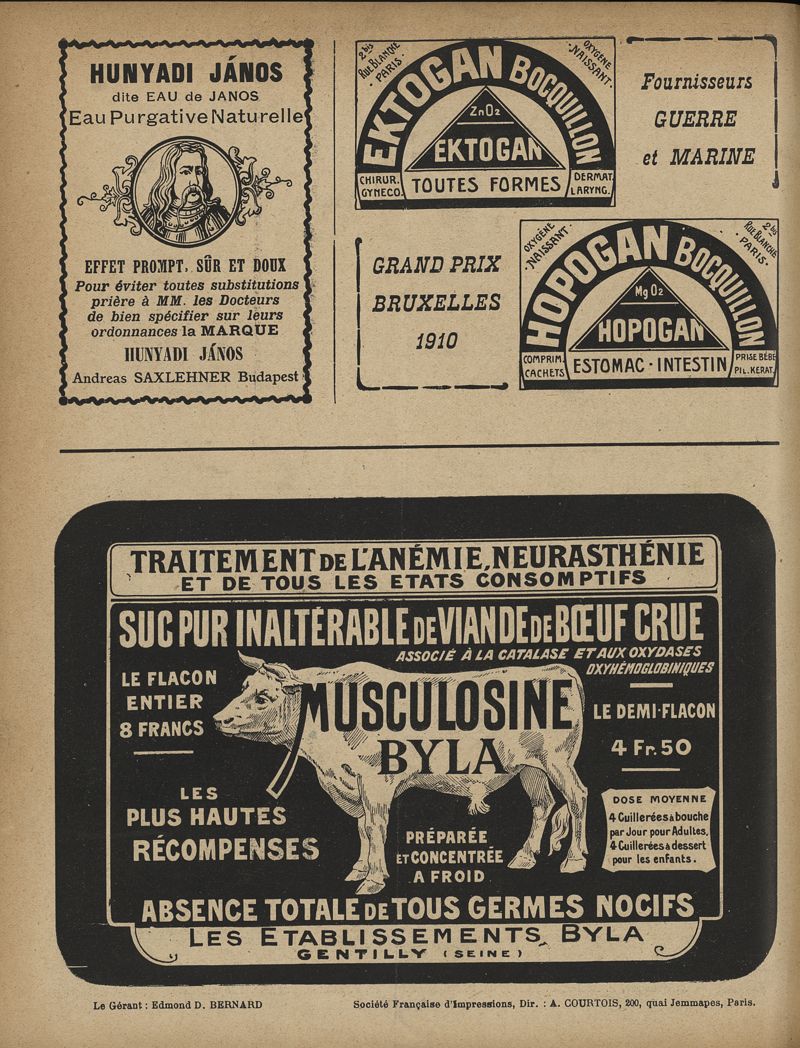 HUNYADI JÁNOS
dite EAU de JANOS
Eau Purgative Naturelle
EFFET PROMPT, SÛR ET DOUX
Pour éviter toutes substitutions
prière à MM. les Docteurs
de bien spécifier sur leurs
ordonnances la MARQUE
HUNYADI JÁNOS
Andreas SAXLEHNER Budapest
2bis
RUE BLANCHE
PARIS.
OXYGÈNE
NAISSANT.
EKTOGAN BOCQUILLON
ZnO2
EKTOGAN
CHIRUR.
GYNECO.
TOUTES FORMES
DERMAT.
LARYNG.
Fournisseurs
GUERRE
et MARINE
GRAND PRIX
BRUXELLES
1910
OXYGÈNE
NAISSANT.
2bis
RUE BLANCHE
PARIS.
HOPOGAN BOCQUILLON
MgO2
HOPOGAN
COMPRIM.
CACHETS
ESTOMAC - INTESTIN
PRISE BÉBÉ
PIL. KERAT.
TRAITEMENT DE L'ANÉMIE, NEURASTHÉNIE
ET DE TOUS LES ETATS CONSOMPTIFS
SUC PUR INALTÉRABLE DE VIANDE DE BŒUF CRUE
ASSOCIÉ À LA CATALASE ET AUX OXYDASES
OXYHÉMOGLOBINIQUES
LE FLACON
ENTIER
8 FRANCS
MUSCULOSINE
BYLA
LE DEMI-FLACON
4 Fr. 50
LES
PLUS HAUTES
RÉCOMPENSES
PRÉPARÉE
ET CONCENTRÉE
A FROID
DOSE MOYENNE
4 Cuillerées à bouche
par Jour pour Adultes,
4 Cuillerées à dessert
pour les enfants.
ABSENCE TOTALE DE TOUS GERMES NOCIFS
LES ETABLISSEMENTS BYLA
GENTILLY (SEINE)
Le Gérant : Edmond D. BERNARD
Société Française d'Impressions, Dir. : A. COURTOIS, 200, quai Jemmapes, Paris.